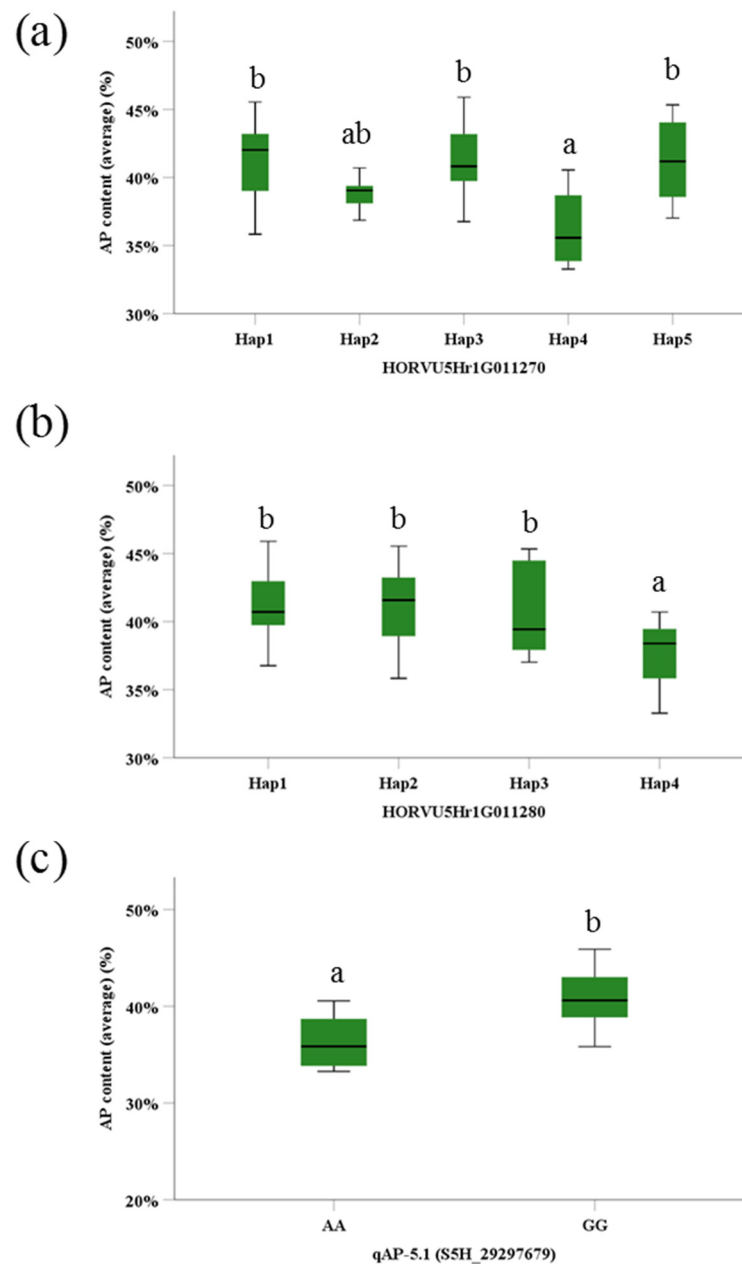 (a)
AP content (average) (%)
50%
45%
40%
35%
30%
b
ab
b
a
b
Hap1 Hap2 Hap3 Hap4 Hap5
HORVU5Hr1G011270
(b)
AP content (average) (%)
50%
45%
40%
35%
30%
b
b
b
a
Hap1 Hap2 Hap3 Hap4
HORVU5Hr1G011280
(c)
AP content (average) (%)
50%
40%
30%
20%
a
b
AA GG
qAP-5.1 (S5H_29297679)